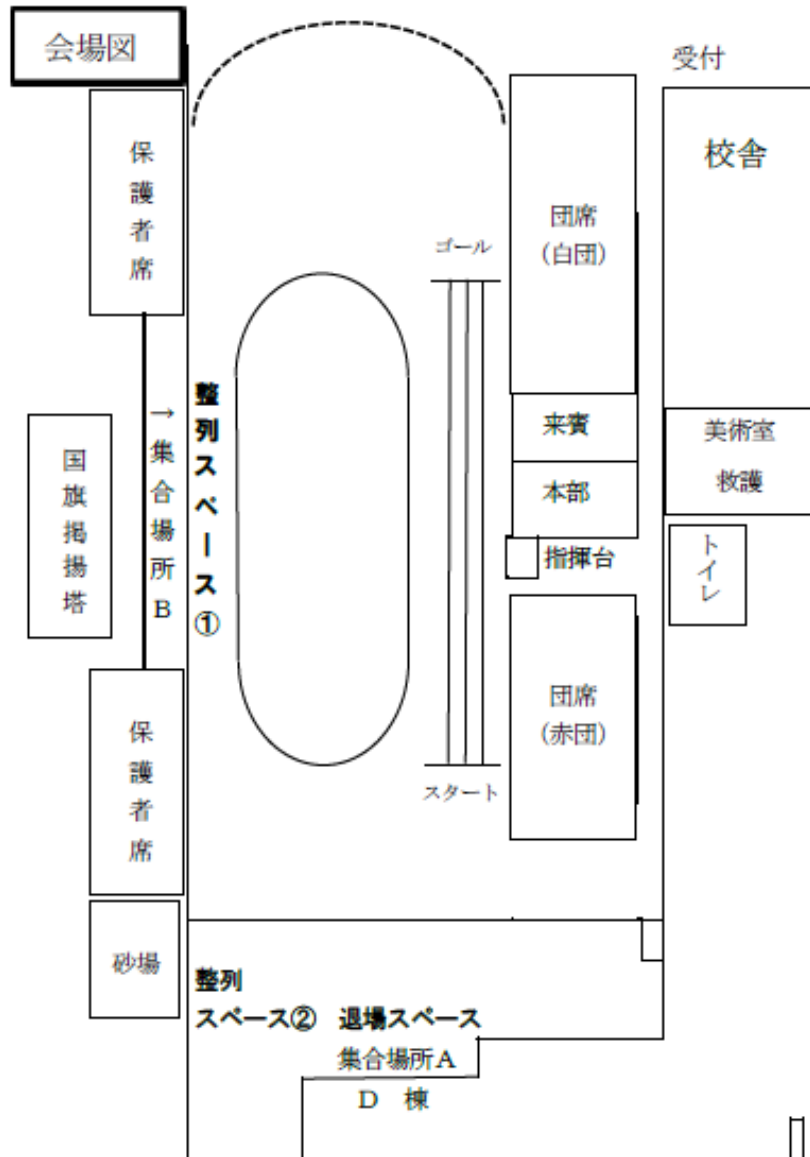 会場図
受付
校舎
保護者席
団席
(白団)
ゴール
整列スペース①
→集合場所B
国旗掲揚塔
来賓
本部
指揮台
美術室
救護
トイレ
団席
(赤団)
スタート
保護者席
砂場
整列
スペース② 退場スペース
集合場所A
D 棟